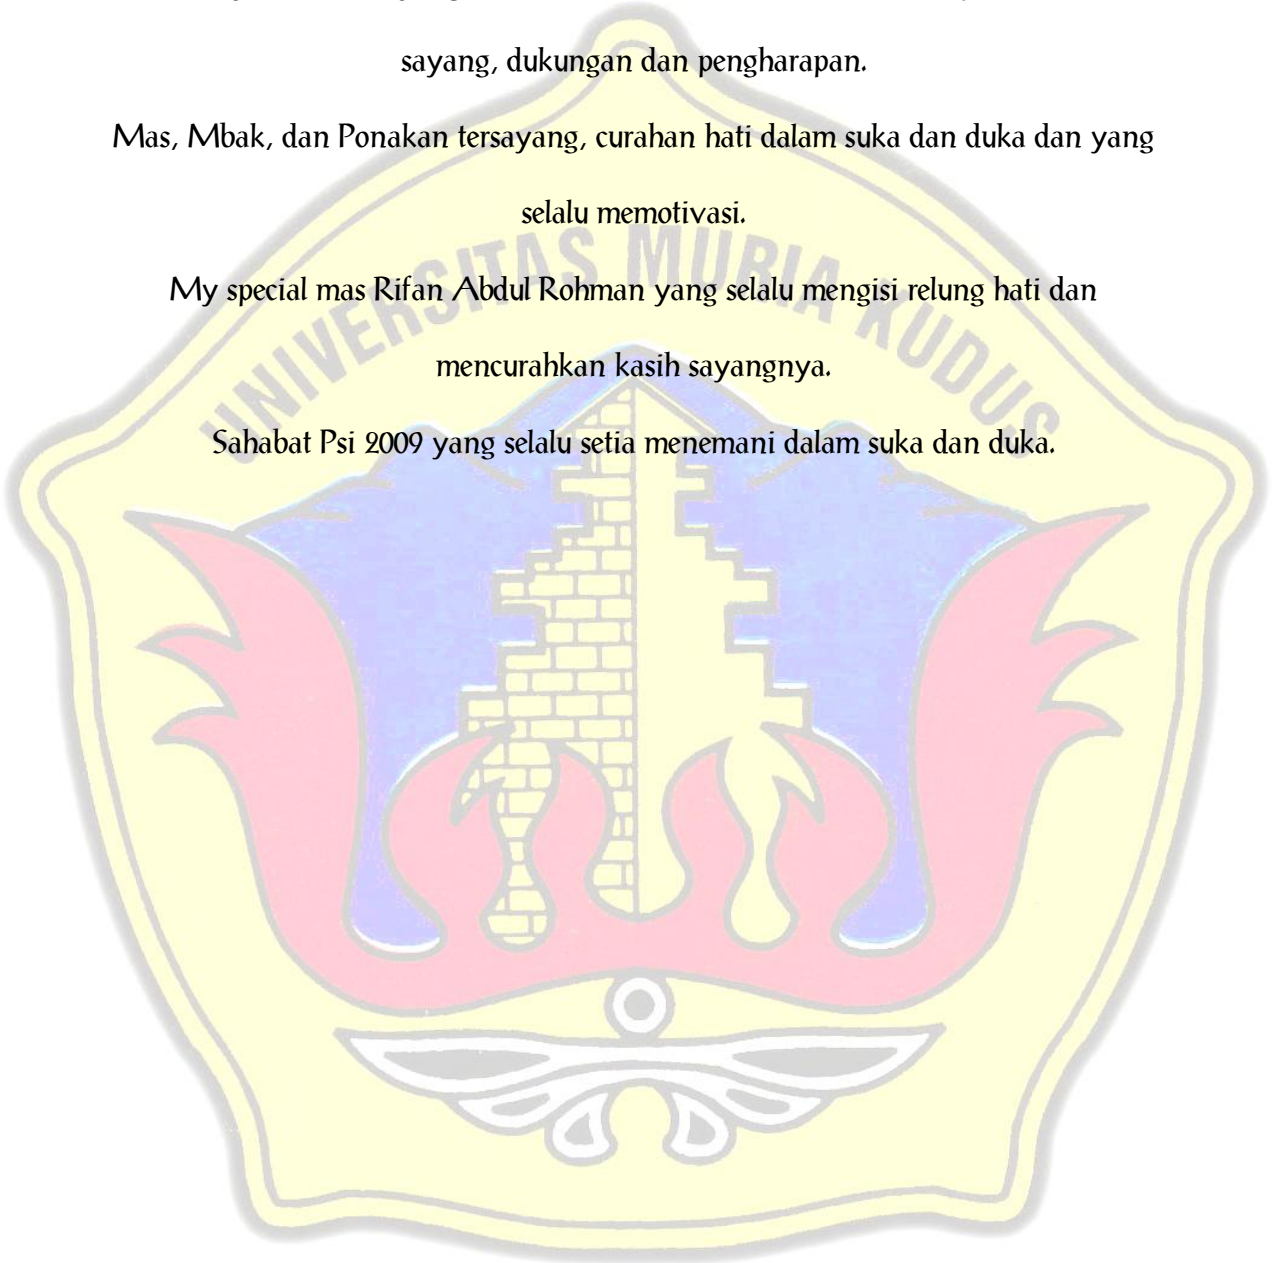 sayang, dukungan dan pengharapan.
Mas, Mbak, dan Ponakan tersayang, curahan hati dalam suka dan duka dan yang
selalu memotivasi.
UNIVERSITAS MURIA KUDUS
My special mas Rifan Abdul Rohman yang selalu mengisi relung hati dan
mencurahkan kasih sayangnya.
Sahabat Psi 2009 yang selalu setia menemani dalam suka dan duka.